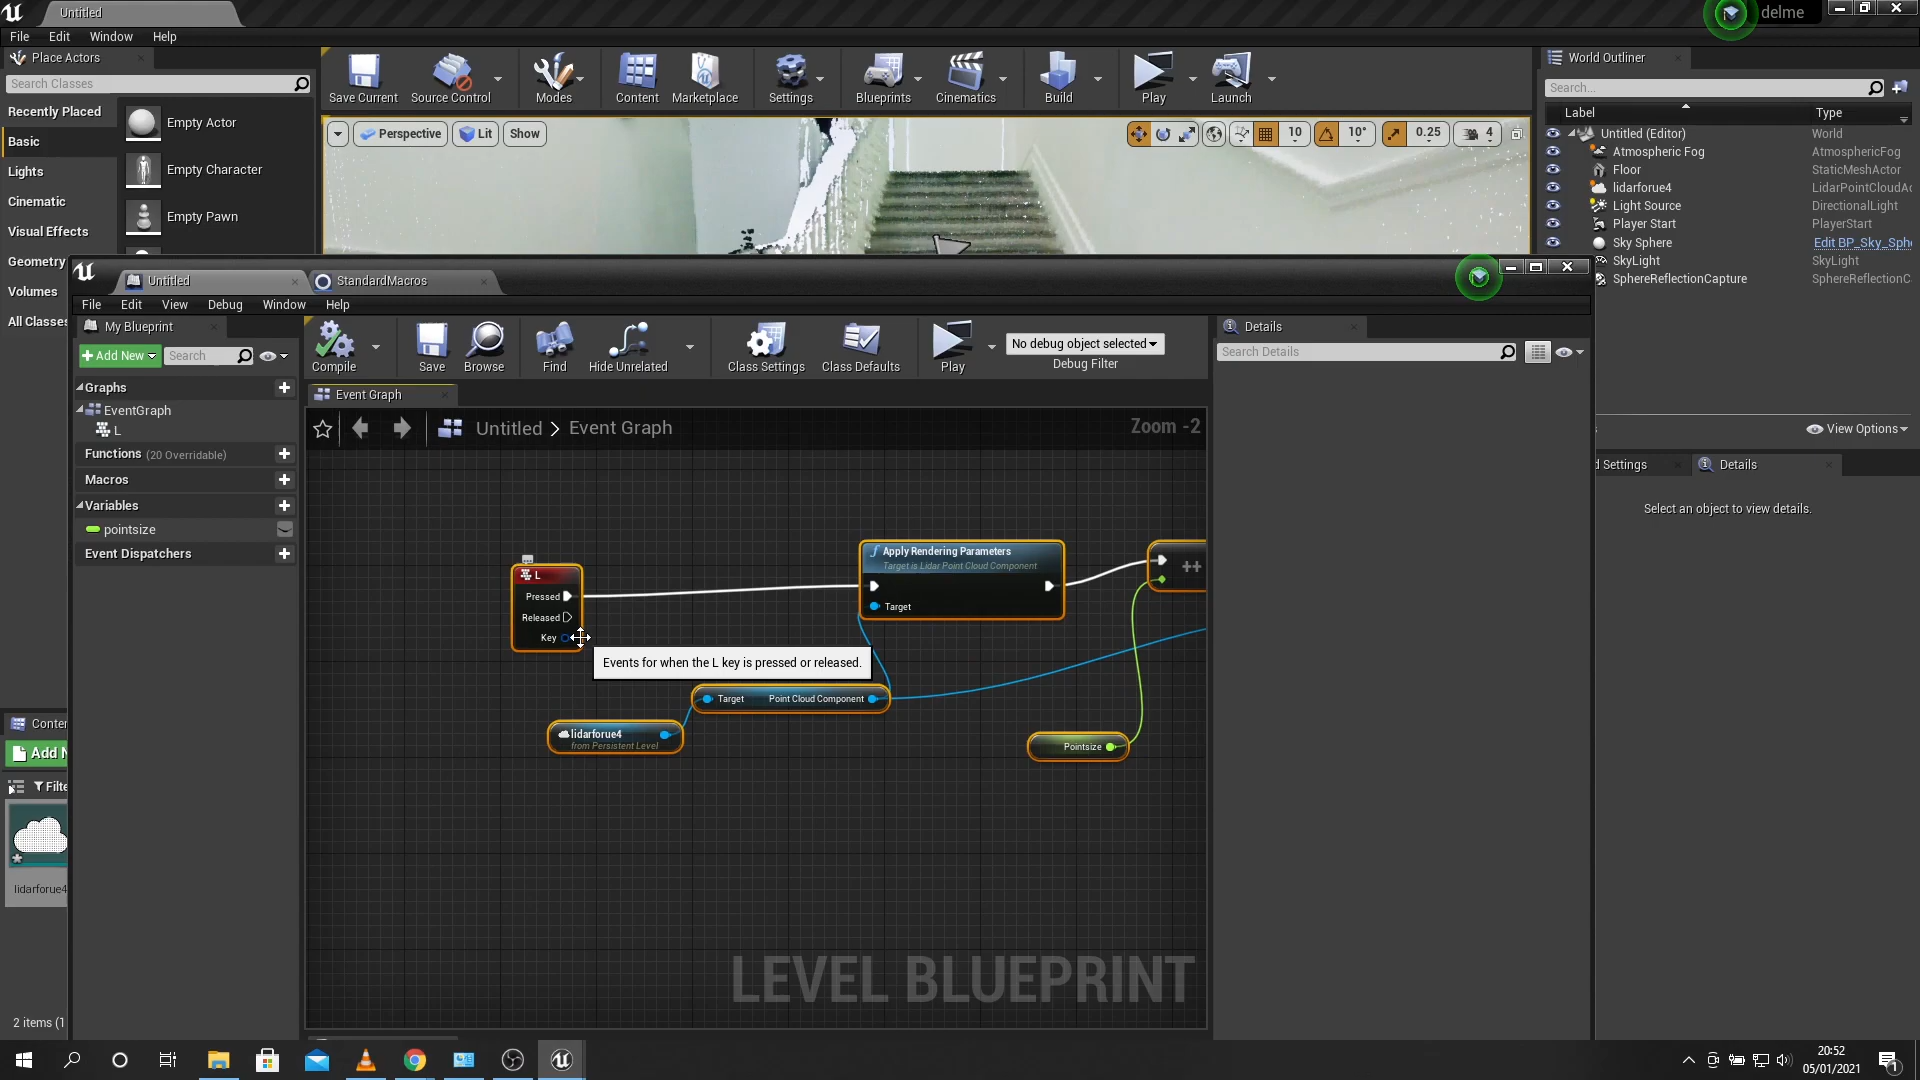 Untitled
delme
File Edit Window Help
Place Actors
Search Classes
Recently Placed
Basic
Lights
Cinematic
Visual Effects
Geometry
Volumes
All Classes
Empty Actor
Empty Character
Empty Pawn
Save Current
Source Control
Modes
Content
Marketplace
Settings
Blueprints
Cinematics
Build
Play
Launch
Perspective
Lit
Show
10
10°
0.25
4
World Outliner
Search...
Label Type
Untitled (Editor) World
Atmospheric Fog AtmosphericFog
Floor StaticMeshActor
lidarforue4 LidarPointCloudAc
Light Source DirectionalLight
Player Start PlayerStart
Sky Sphere Edit BP_Sky_Sph
SkyLight SkyLight
SphereReflectionCapture SphereReflectionC
View Options
d Settings
Details
Select an object to view details.
Untitled
StandardMacros
File Edit View Debug Window Help
My Blueprint
Add New
Search
Graphs
EventGraph
L
Functions (20 Overridable)
Macros
Variables
pointsize
Event Dispatchers
Compile
Save
Browse
Find
Hide Unrelated
Class Settings
Class Defaults
Play
No debug object selected
Debug Filter
Event Graph
Untitled > Event Graph
Zoom -2
L
Pressed
Released
Key
Events for when the L key is pressed or released.
Apply Rendering Parameters
Target is Lidar Point Cloud Component
Target
++
Target Point Cloud Component
lidarforue4
from Persistent Level
Pointsize
LEVEL BLUEPRINT
Details
Search Details
Conter
Add N
Filte
lidarforue4
2 items (1
20:52
05/01/2021
1